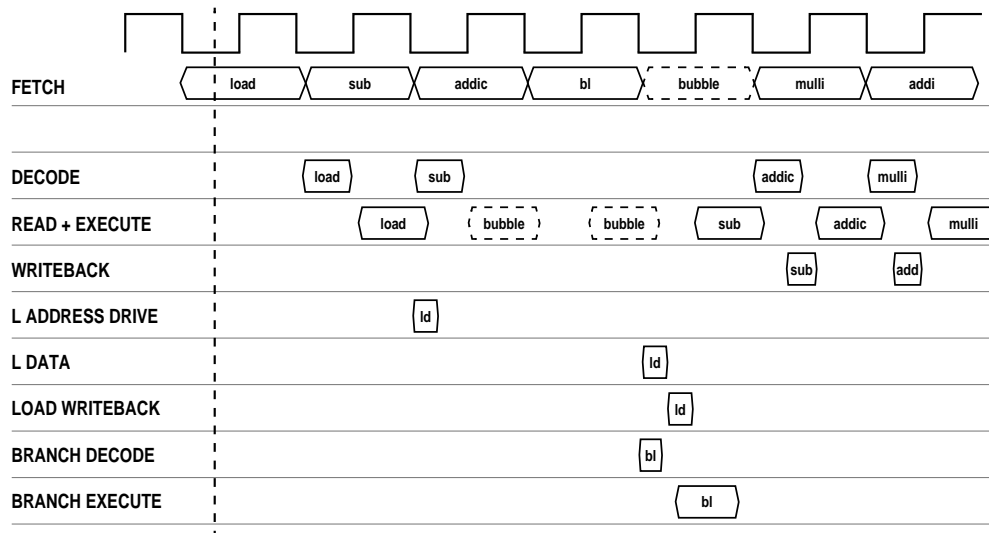 FETCH load sub addic bl bubble mulli addi
DECODE load sub addic mulli
READ + EXECUTE load bubble bubble sub addic mulli
WRITEBACK sub add
L ADDRESS DRIVE ld
L DATA ld
LOAD WRITEBACK ld
BRANCH DECODE bl
BRANCH EXECUTE bl